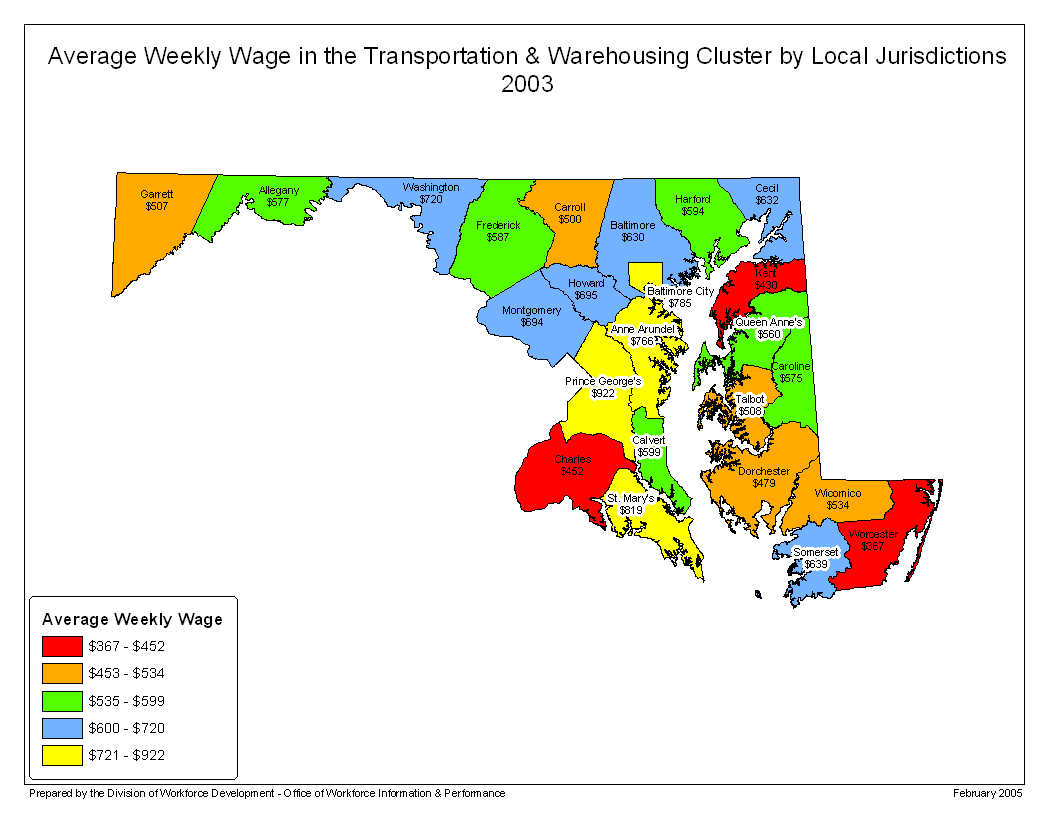 Average Weekly Wage in the Transportation & Warehousing Cluster by Local Jurisdictions
2003
Garrett
$507
Allegany
$577
Washington
$720
Frederick
$587
Carroll
$500
Baltimore
$630
Harford
$594
Cecil
$632
Kent
$430
Howard
$695
Baltimore City
$785
Montgomery
$694
Anne Arundel
$766
Queen Anne's
$560
Caroline
$575
Prince George's
$922
Talbot
$508
Calvert
$599
Charles
$452
Dorchester
$479
St. Mary's
$819
Wicomico
$534
Worcester
$367
Somerset
$639
Average Weekly Wage
$367 - $452
$453 - $534
$535 - $599
$600 - $720
$721 - $922
Prepared by the Division of Workforce Development - Office of Workforce Information & Performance
February 2005